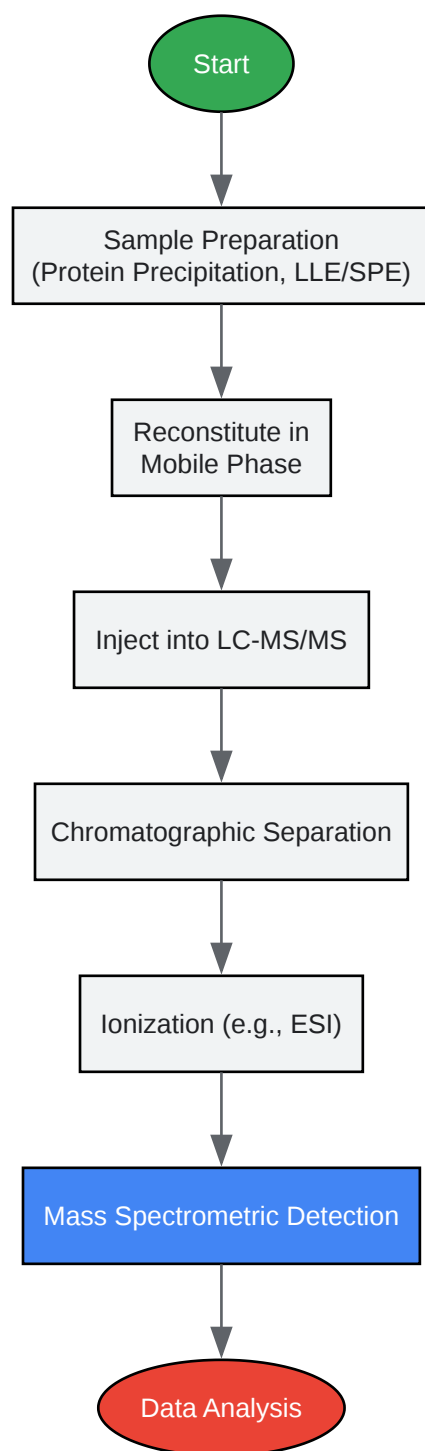 Start
Sample Preparation
(Protein Precipitation, LLE/SPE)
Reconstitute in
Mobile Phase
Inject into LC-MS/MS
Chromatographic Separation
Ionization (e.g., ESI)
Mass Spectrometric Detection
Data Analysis